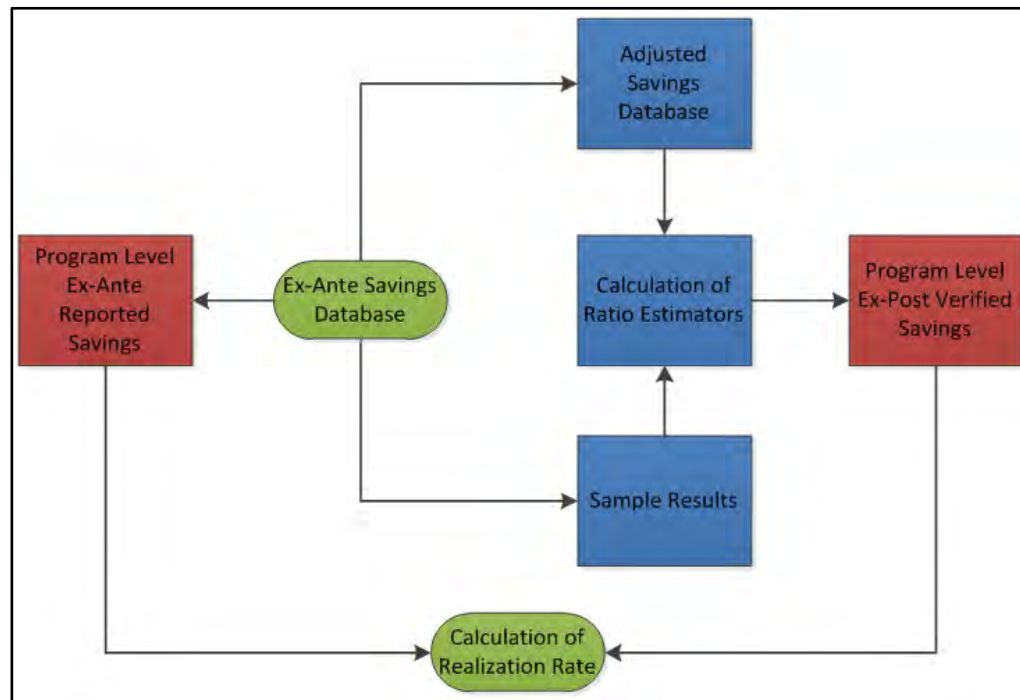 Adjusted
Savings
Database
Program Level
Ex-Ante
Reported
Savings
Ex-Ante Savings
Database
Calculation of
Ratio Estimators
Program Level
Ex-Post Verified
Savings
Sample Results
Calculation of
Realization Rate